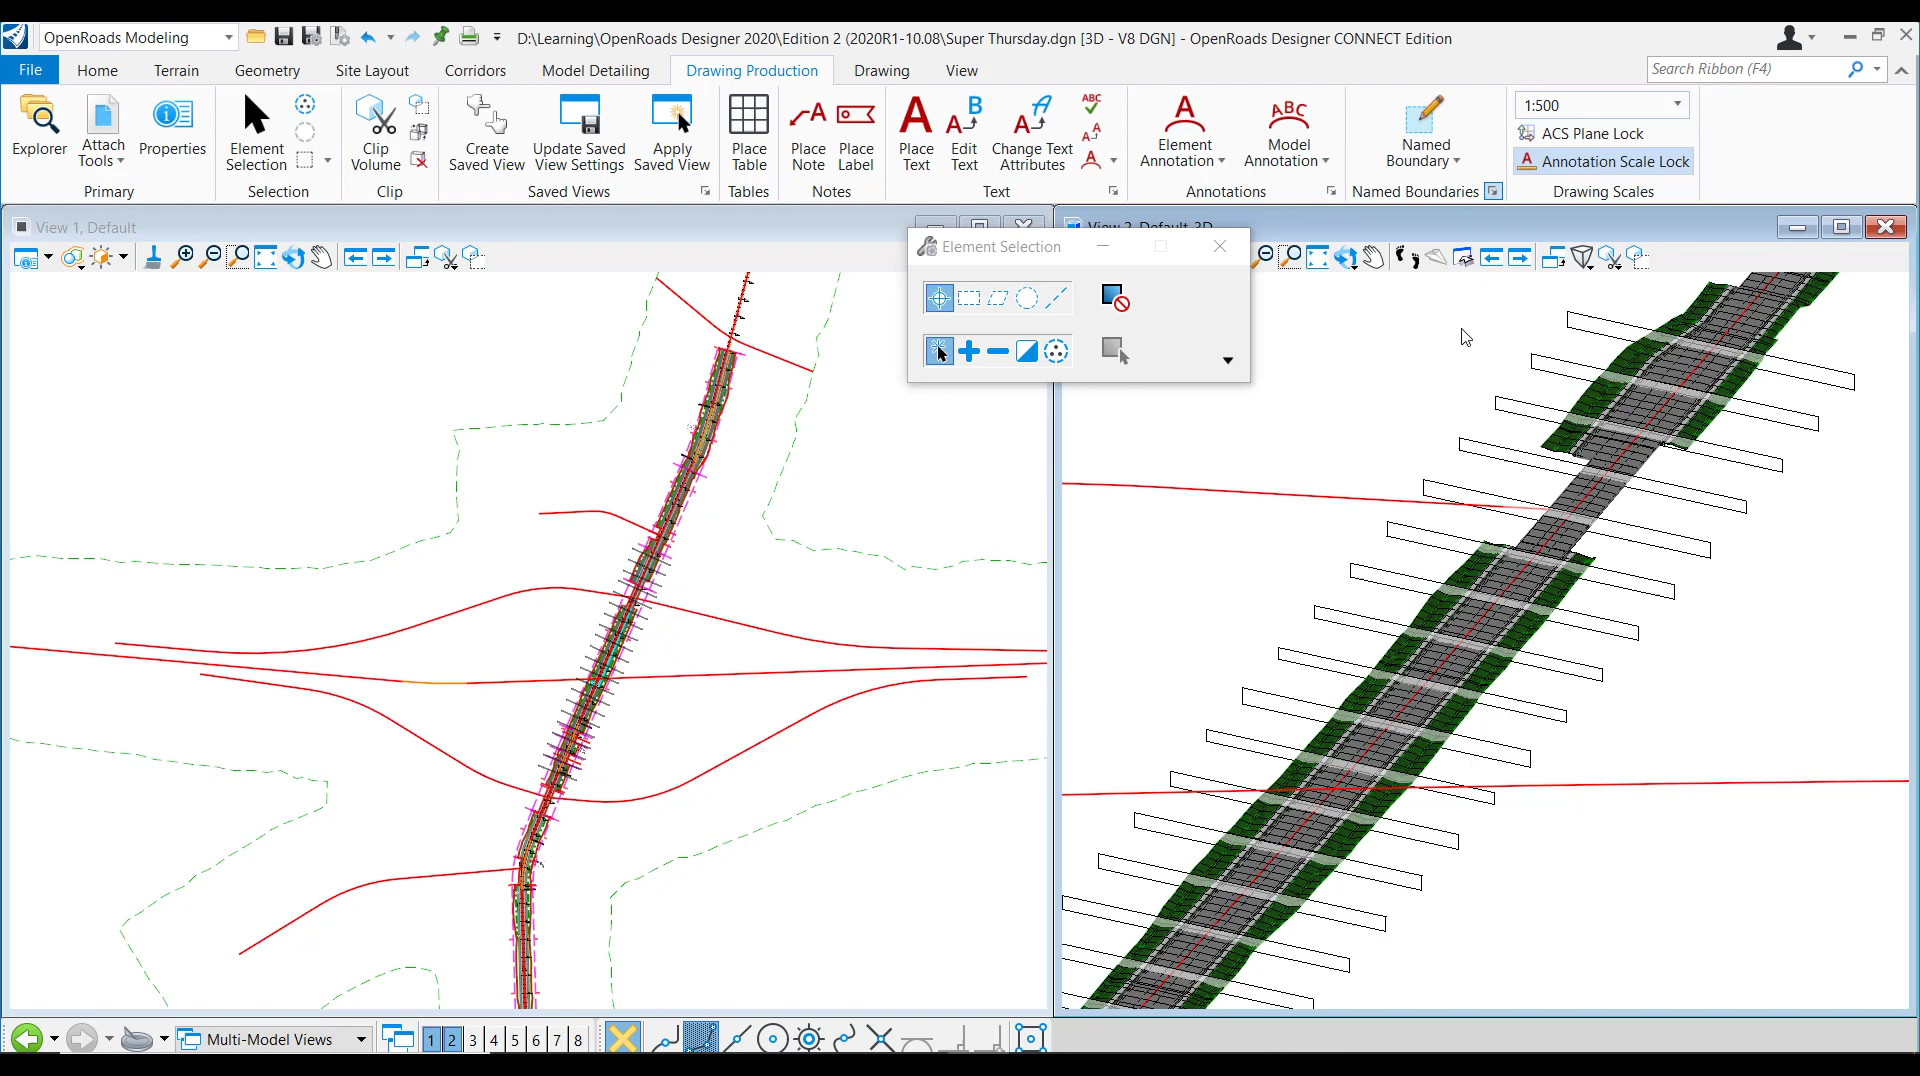 OpenRoads Modeling
D:\Learning\OpenRoads Designer 2020\Edition 2 (2020R1-10.08\Super Thursday.dgn [3D - V8 DGN] - OpenRoads Designer CONNECT Edition
File Home Terrain Geometry Site Layout Corridors Model Detailing Drawing Production Drawing View
Search Ribbon (F4)
Explorer
Attach Tools
Properties
Primary
Element Selection
Selection
Clip Volume
Clip
Create Saved View
Update Saved View Settings
Apply Saved View
Saved Views
Place Table
Tables
Place Note
Place Label
Notes
Place Text
Edit Text
Change Text Attributes
Text
Element Annotation
Model Annotation
Annotations
Named Boundary
Named Boundaries
1:500
ACS Plane Lock
Annotation Scale Lock
Drawing Scales
View 1, Default
View 2, Default-3D
Element Selection
Multi-Model Views
1 2 3 4 5 6 7 8